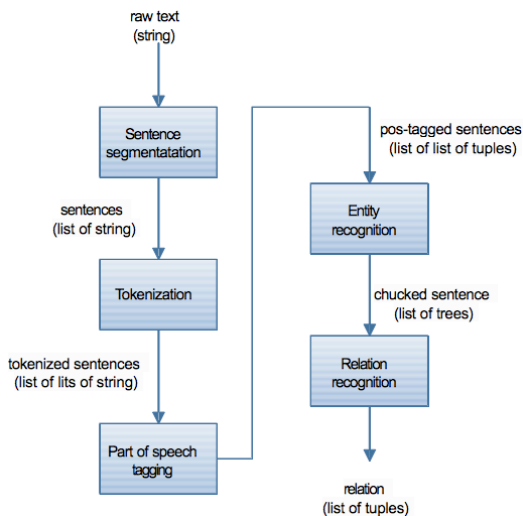 raw text
(string)
Sentence
segmentatation
sentences
(list of string)
Tokenization
tokenized sentences
(list of lits of string)
Part of speech
tagging
pos-tagged sentences
(list of list of tuples)
Entity
recognition
chucked sentence
(list of trees)
Relation
recognition
relation
(list of tuples)